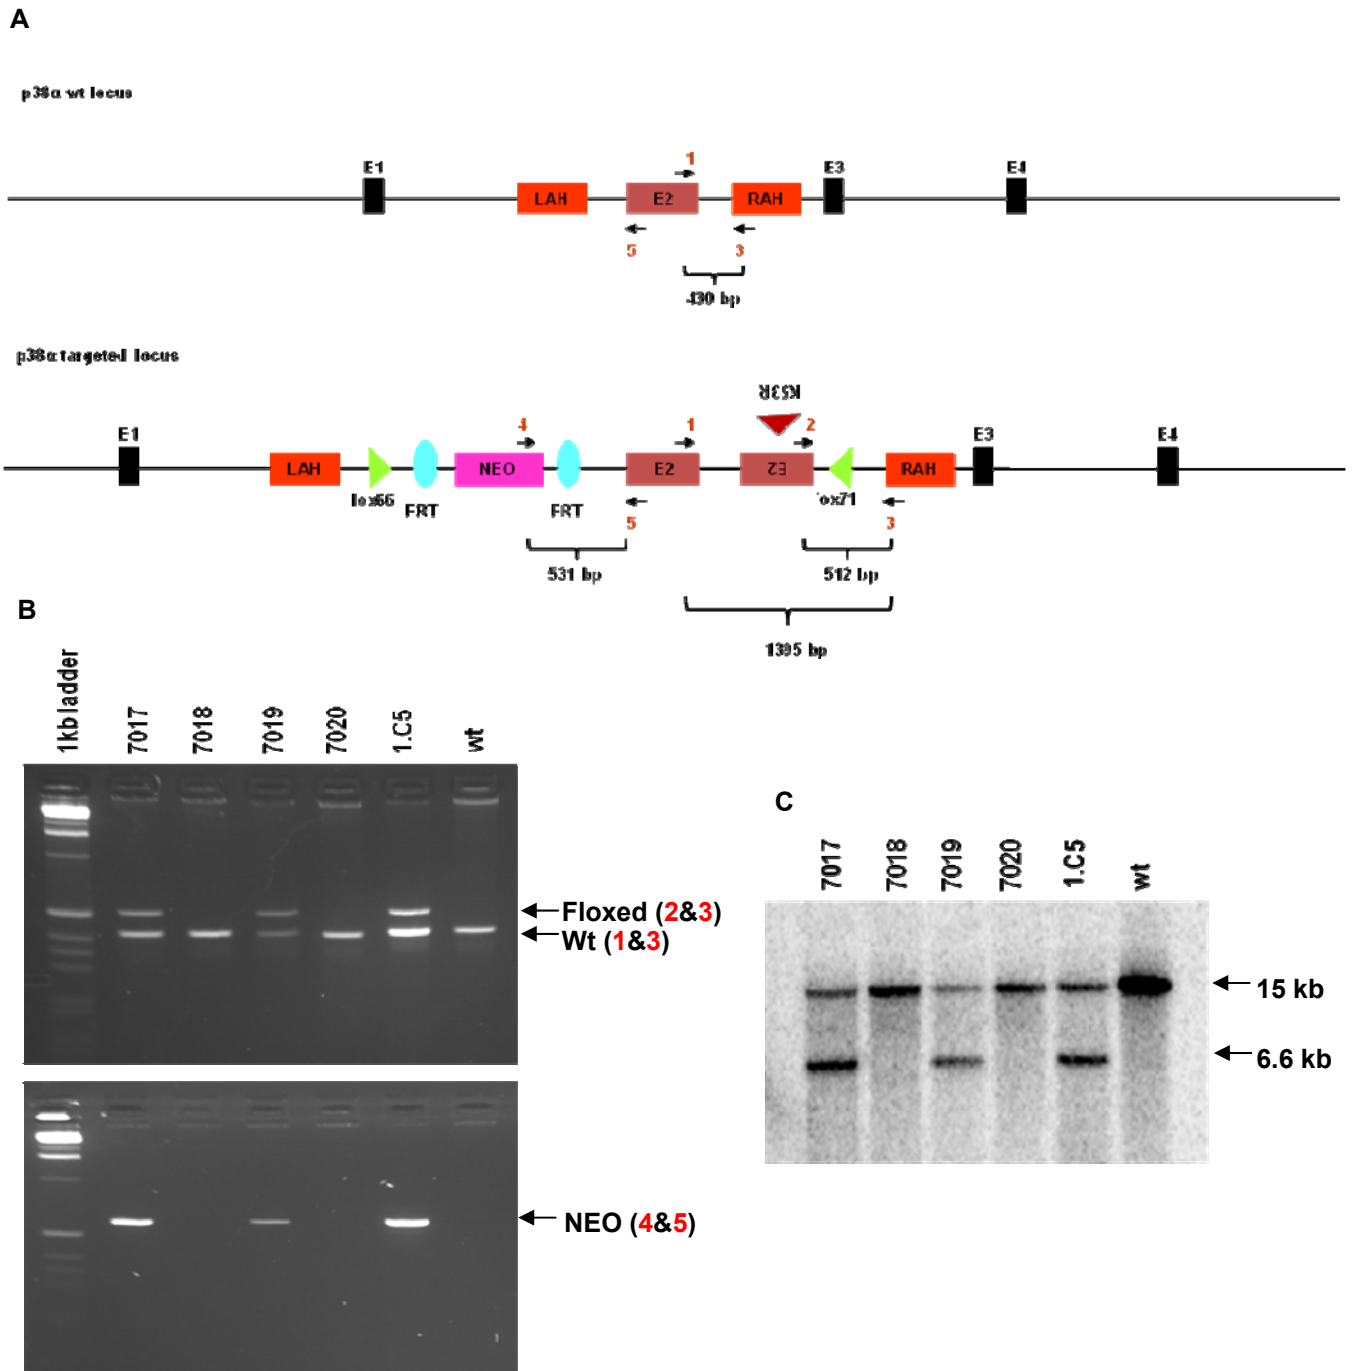 A
p38α wt locus
E1
LAH
E2
1
RAH
E3
E4
5
3
430 bp
p38α targeted locus
K53R
E1
LAH
lox66
FRT
NEO
4
FRT
E2
1
E2
2
lox71
RAH
E3
E4
5
3
531 bp
512 bp
1395 bp
B
1kb ladder
7017
7018
7019
7020
1.C5
wt
Floxed (2&3)
Wt (1&3)
NEO (4&5)
C
7017
7018
7019
7020
1.C5
wt
15 kb
6.6 kb